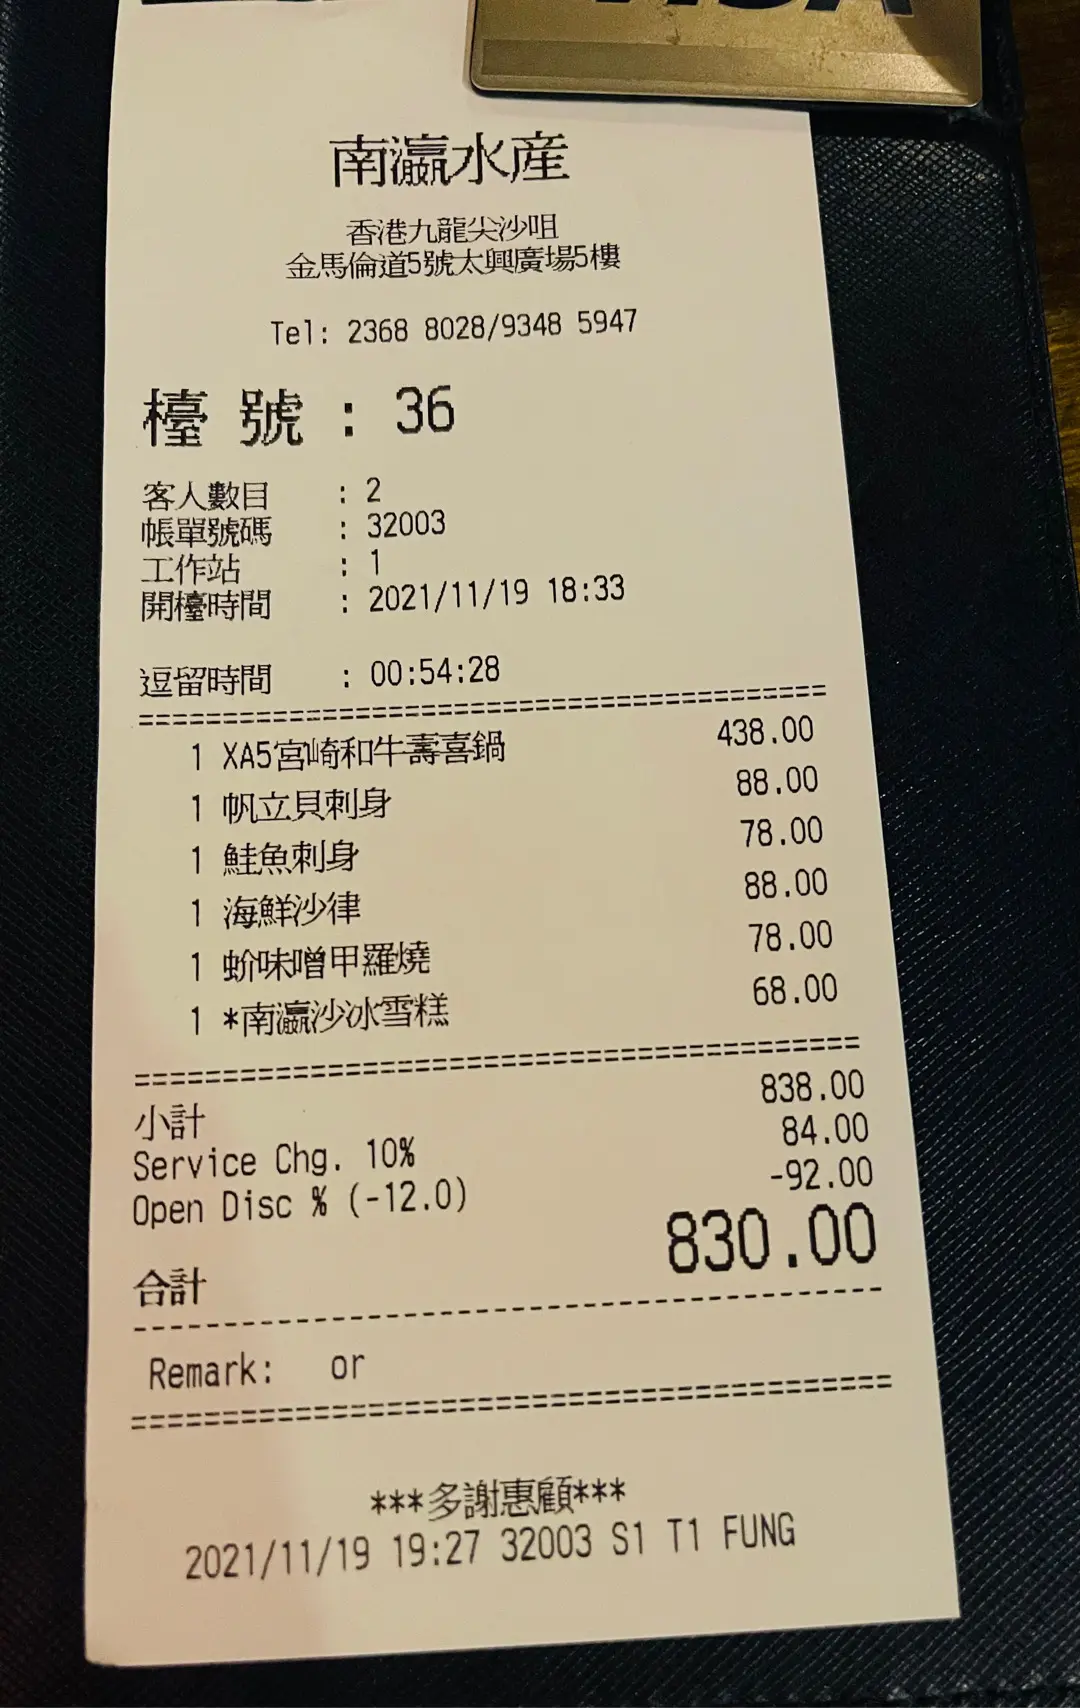 VISA
南瀛水産
香港九龍尖沙咀
金馬倫道5號太興廣場5樓
Tel: 2368 8028/9348 5947
檯 號 : 36
客人數目 : 2
帳單號碼 : 32003
工作站 : 1
開檯時間 : 2021/11/19 18:33
逗留時間 : 00:54:28
1 XA5宮崎和牛壽喜鍋 438.00
1 帆立貝刺身 88.00
1 鮭魚刺身 78.00
1 海鮮沙律 88.00
1 蚧味噌甲羅燒 78.00
1 *南瀛沙冰雪糕 68.00
小計 838.00
Service Chg. 10% 84.00
Open Disc % (-12.0) -92.00
合計 830.00
Remark: or
***多謝惠顧***
2021/11/19 19:27 32003 S1 T1 FUNG